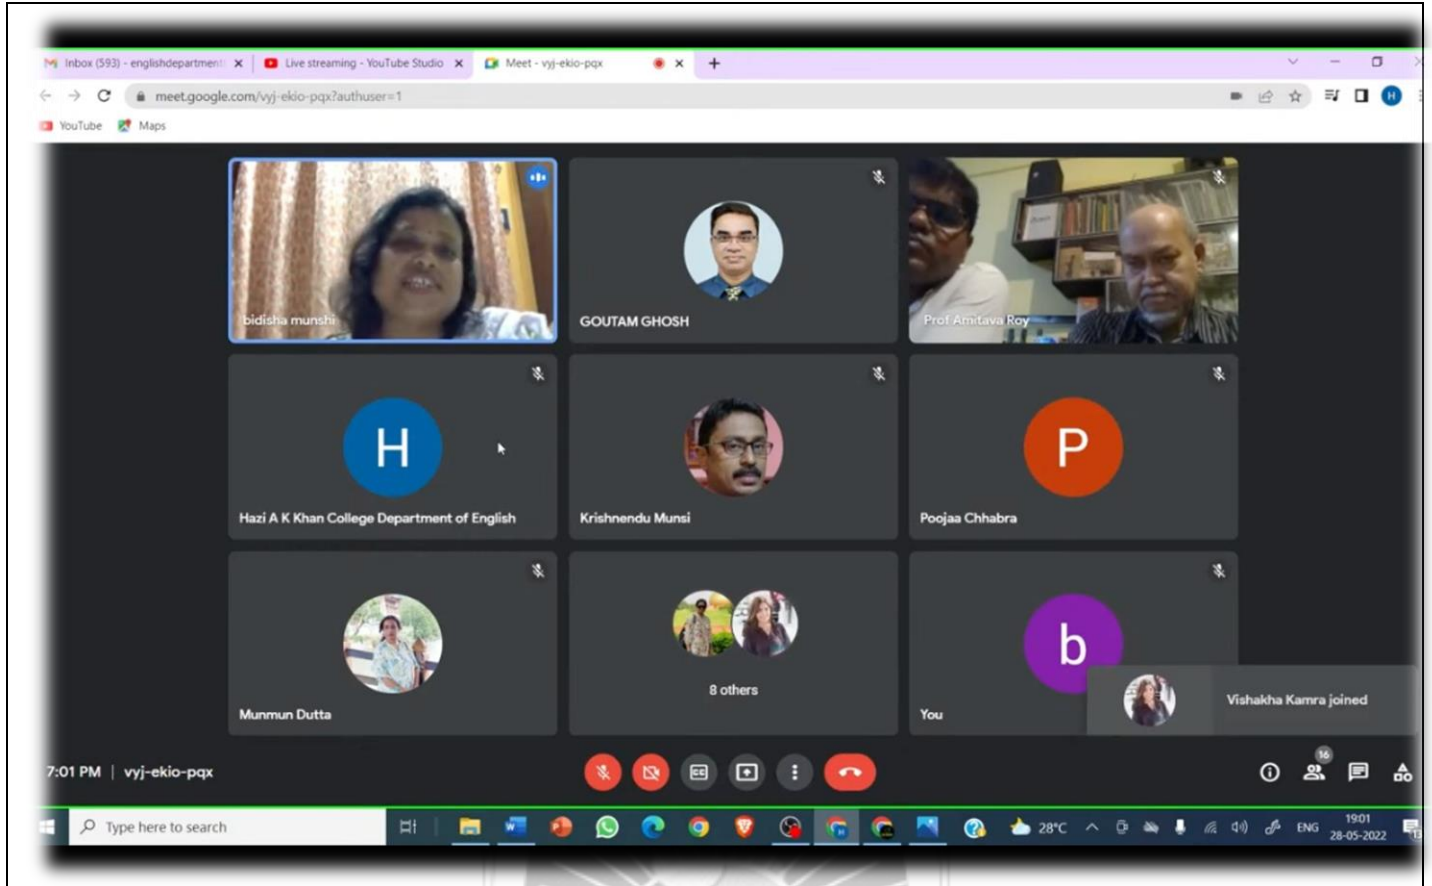 Inbox (593) - englishdepartment
Live streaming - YouTube Studio
Meet - vyj-ekio-pqx
meet.google.com/vyj-ekio-pqx?authuser=1
H
YouTube
Maps
bidisha munshi
GOUTAM GHOSH
Prof Amitava Roy
H
P
Hazi A K Khan College Department of English
Krishnendu Munsi
Poojaa Chhabra
b
8 others
Munmun Dutta
You
Vishakha Kamra joined
7:01 PM | vyj-ekio-pqx
CC
16
Type here to search
28°C
ENG
19:01
28-05-2022
13